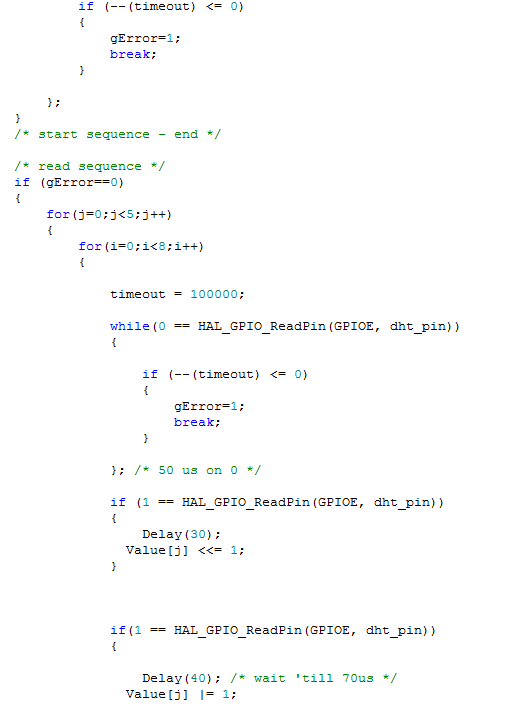 if (--(timeout) <= 0)
{
gError=1;
break;
}
};
}
/* start sequence - end */
/* read sequence */
if (gError==0)
{
for(j=0;j<5;j++)
{
for(i=0;i<8;i++)
{
timeout = 100000;
while(0 == HAL_GPIO_ReadPin(GPIOE, dht_pin))
{
if (--(timeout) <= 0)
{
gError=1;
break;
}
}; /* 50 us on 0 */
if (1 == HAL_GPIO_ReadPin(GPIOE, dht_pin))
{
Delay(30);
Value[j] <<= 1;
}
if(1 == HAL_GPIO_ReadPin(GPIOE, dht_pin))
{
Delay(40); /* wait 'till 70us */
Value[j] |= 1;